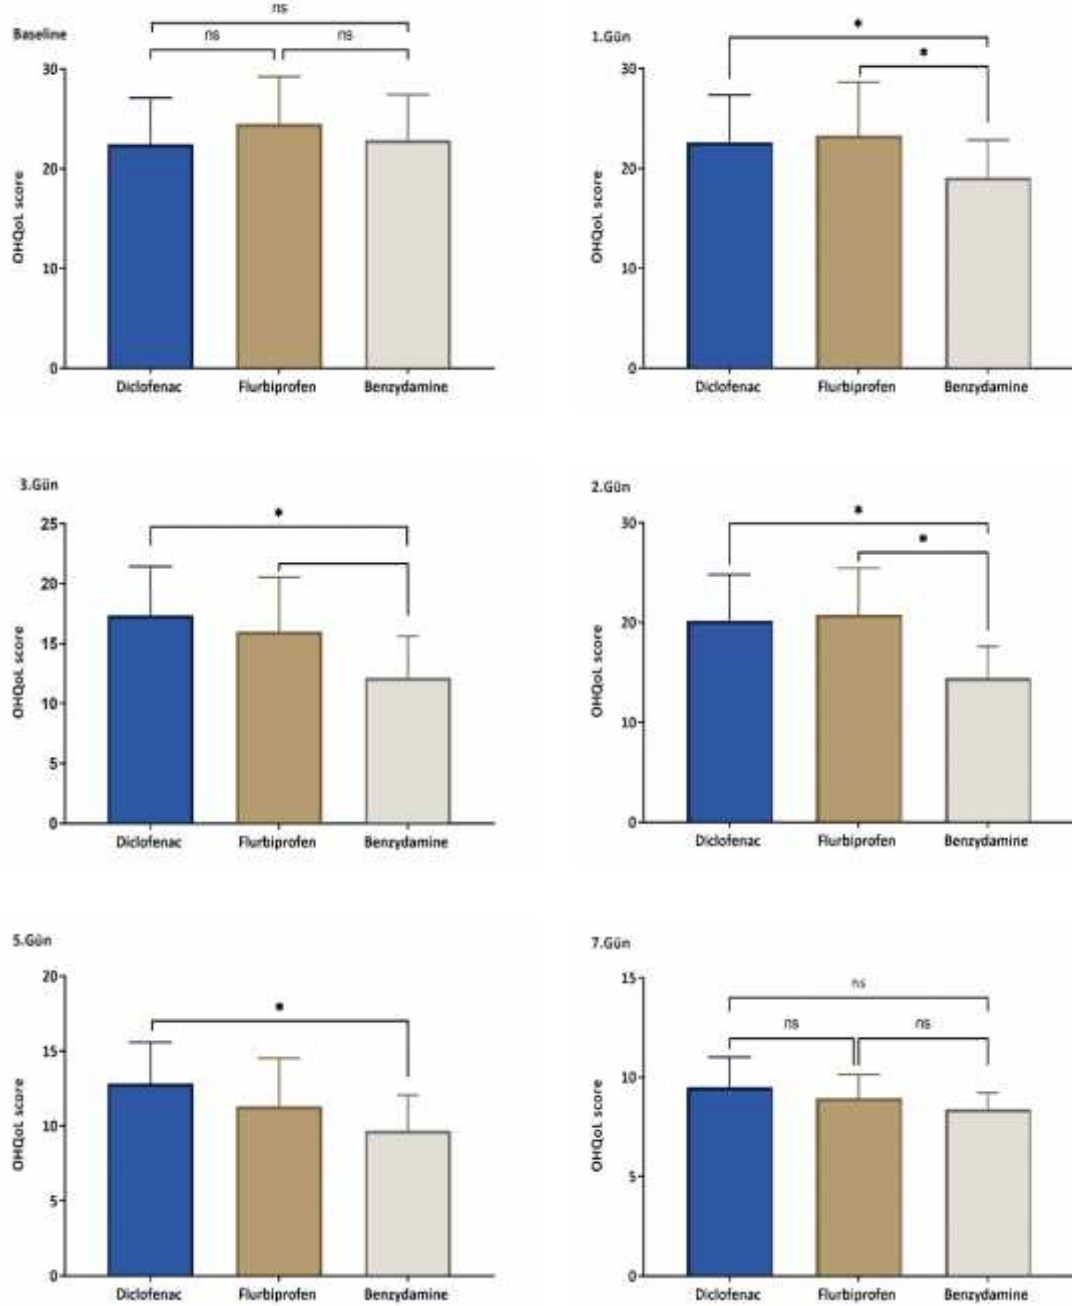 Baseline
ns
ns
ns
30
20
10
0
OHQoL score
Diclofenac
Flurbiprofen
Benzydamine
1.Gün
*
*
30
20
10
0
OHQoL score
Diclofenac
Flurbiprofen
Benzydamine
3.Gün
*
25
20
15
10
5
0
OHQoL score
Diclofenac
Flurbiprofen
Benzydamine
2.Gün
*
*
30
20
10
0
OHQoL score
Diclofenac
Flurbiprofen
Benzydamine
5.Gün
*
20
15
10
5
0
OHQoL score
Diclofenac
Flurbiprofen
Benzydamine
7.Gün
ns
ns
ns
15
10
5
0
OHQoL score
Diclofenac
Flurbiprofen
Benzydamine